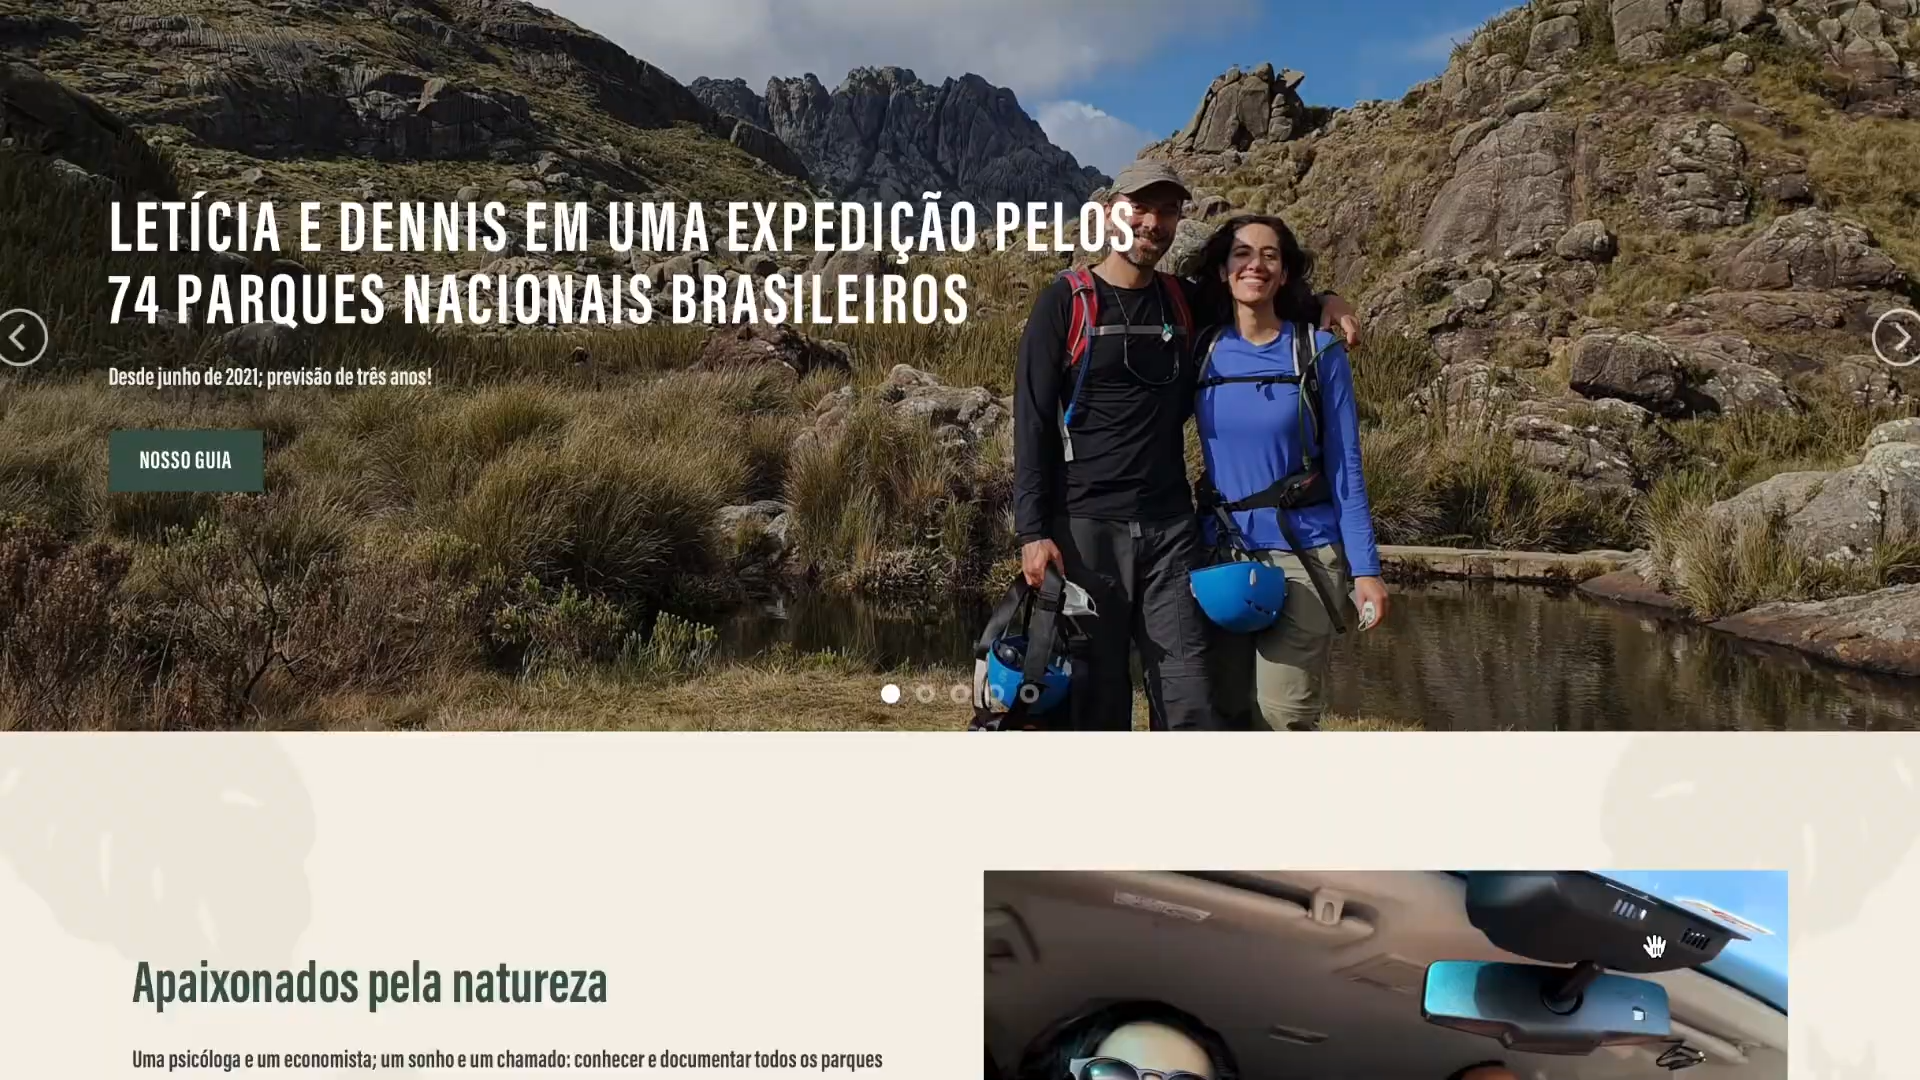 LETÍCIA E DENNIS EM UMA EXPEDIÇÃO PELOS
74 PARQUES NACIONAIS BRASILEIROS
Desde junho de 2021; previsão de três anos!
NOSSO GUIA
Apaixonados pela natureza
Uma psicóloga e um economista; um sonho e um chamado: conhecer e documentar todos os parques